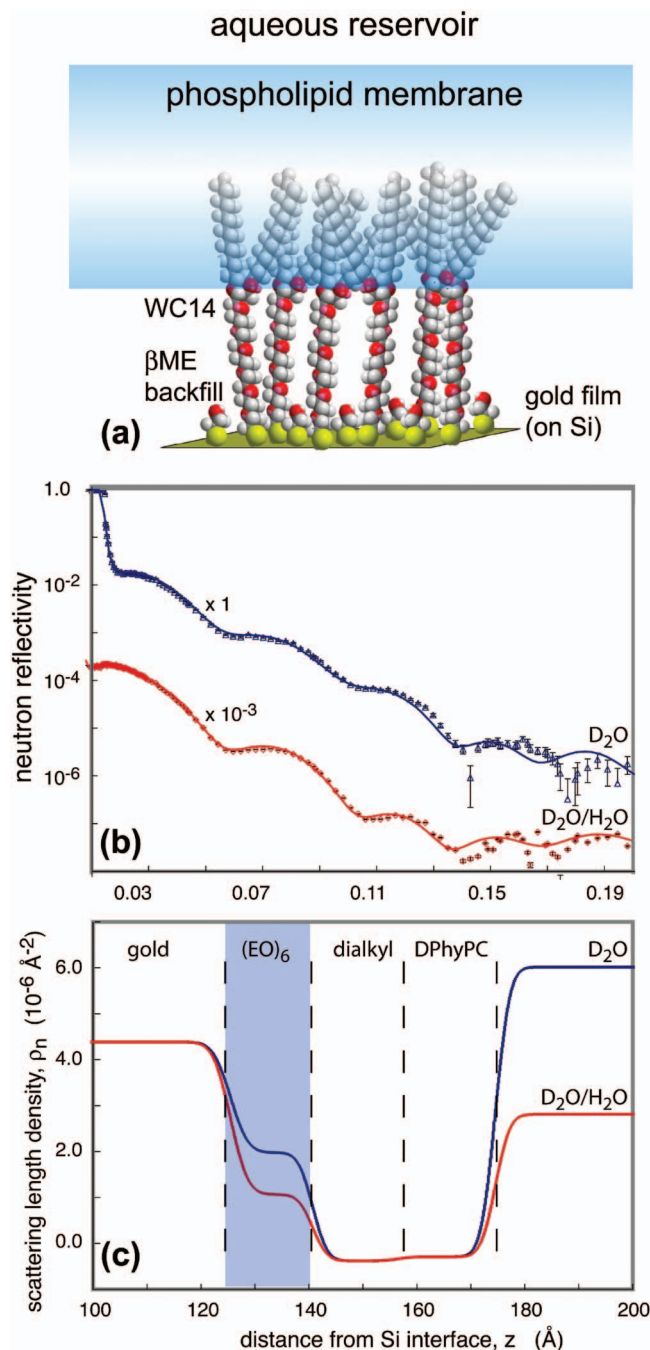 aqueous reservoir
phospholipid membrane
WC14
βME
backfill
gold film
(on Si)
(a)
neutron reflectivity
1.0
10⁻²
10⁻⁴
10⁻⁶
x 1
x 10⁻³
D₂O
D₂O/H₂O
(b)
0.03 0.07 0.11 0.15 0.19
scattering length density, ρₙ (10⁻⁶ Å⁻²)
gold (EO)₆ dialkyl DPhyPC D₂O
6.0
4.0
D₂O/H₂O
2.0
0.0
(c)
100 120 140 160 180 200
distance from Si interface, z (Å)